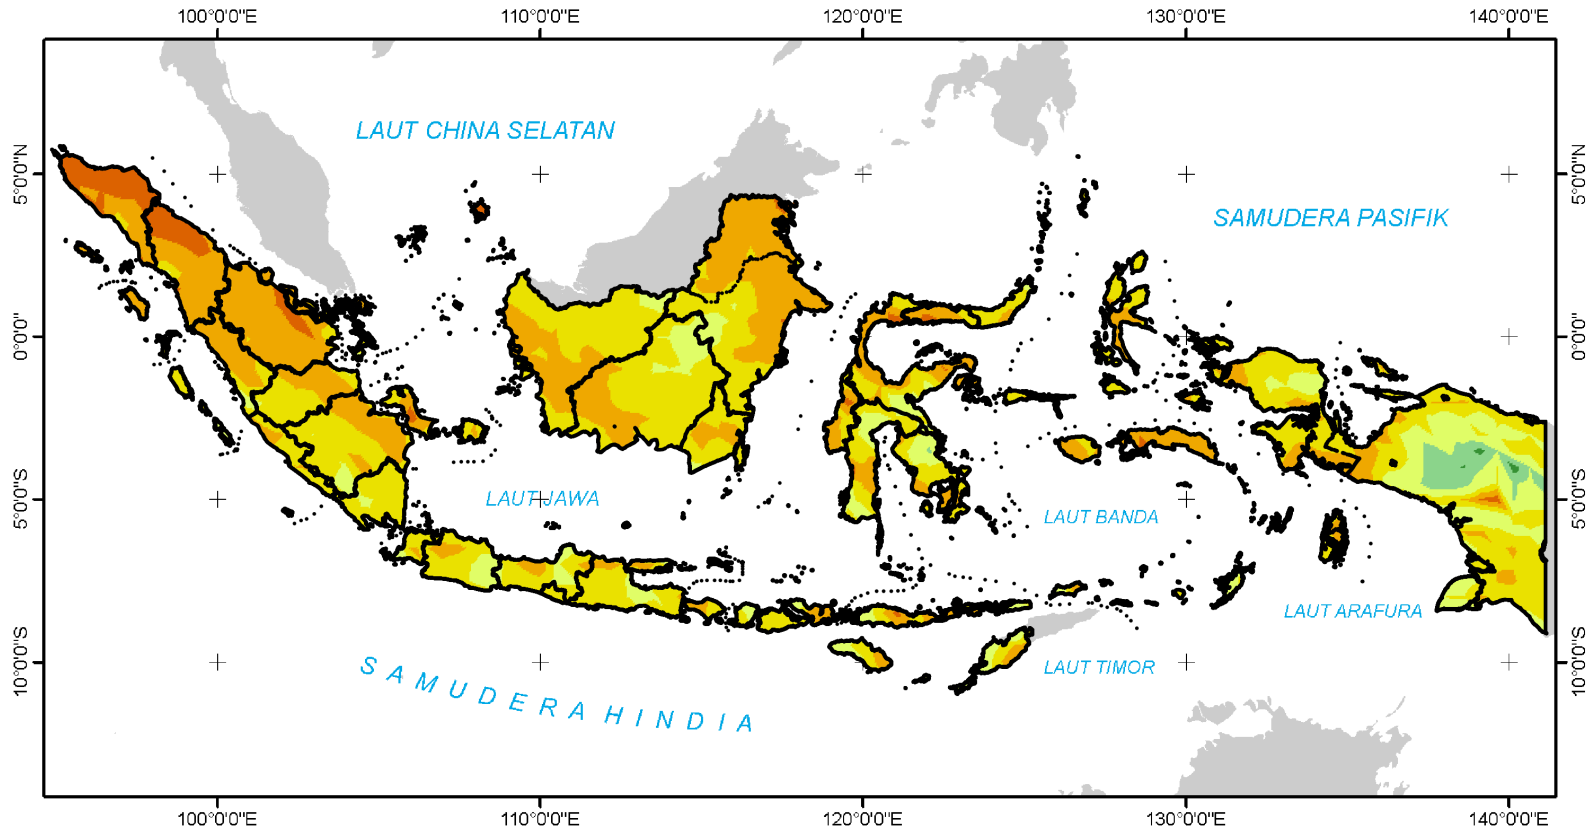 100°0'0"E 110°0'0"E 120°0'0"E 130°0'0"E 140°0'0"E
LAUT CHINA SELATAN
5°0'0"N 5°0'0"N
SAMUDERA PASIFIK
0°0'0" 0°0'0"
5°0'0"S 5°0'0"S
LAUT JAWA
LAUT BANDA
LAUT ARAFURA
10°0'0"S 10°0'0"S
LAUT TIMOR
SAMUDERA HINDIA
100°0'0"E 110°0'0"E 120°0'0"E 130°0'0"E 140°0'0"E